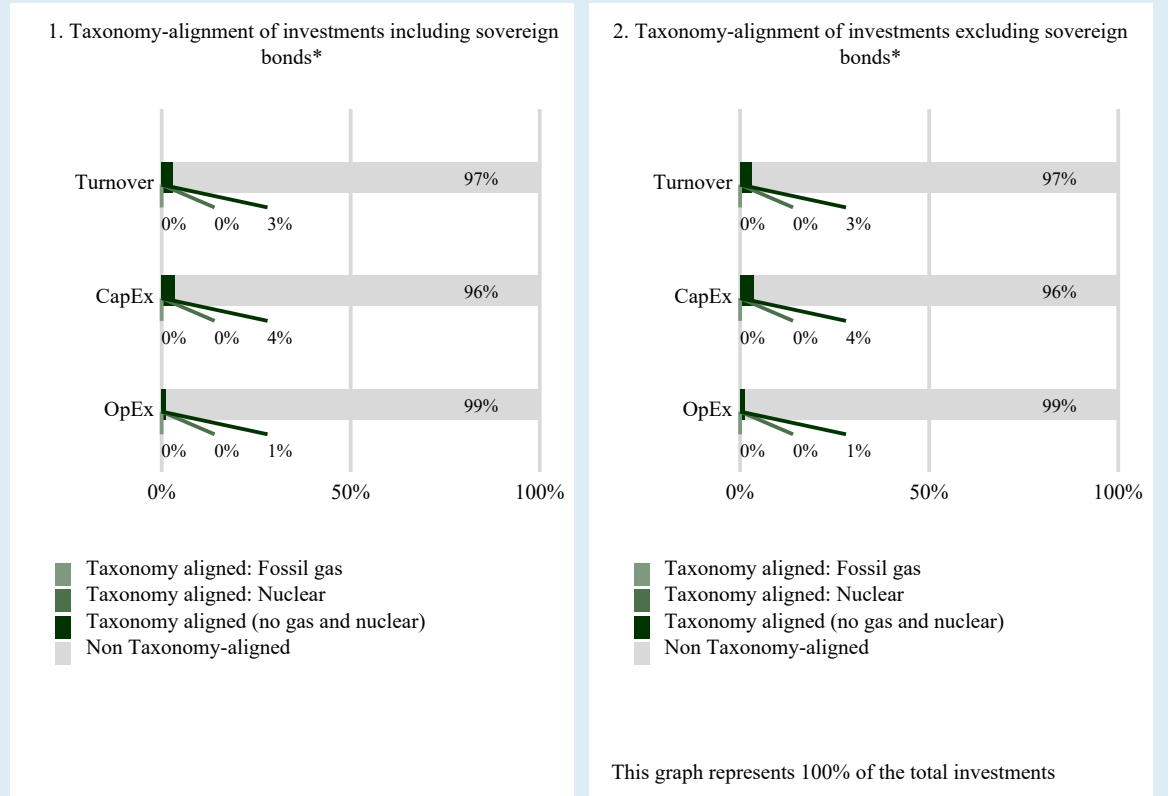 1. Taxonomy-alignment of investments including sovereign
bonds*
Turnover
97%
0% 0% 3%
CapEx
96%
0% 0% 4%
OpEx
99%
0% 0% 1%
0% 50% 100%
Taxonomy aligned: Fossil gas
Taxonomy aligned: Nuclear
Taxonomy aligned (no gas and nuclear)
Non Taxonomy-aligned
2. Taxonomy-alignment of investments excluding sovereign
bonds*
Turnover
97%
0% 0% 3%
CapEx
96%
0% 0% 4%
OpEx
99%
0% 0% 1%
0% 50% 100%
Taxonomy aligned: Fossil gas
Taxonomy aligned: Nuclear
Taxonomy aligned (no gas and nuclear)
Non Taxonomy-aligned
This graph represents 100% of the total investments